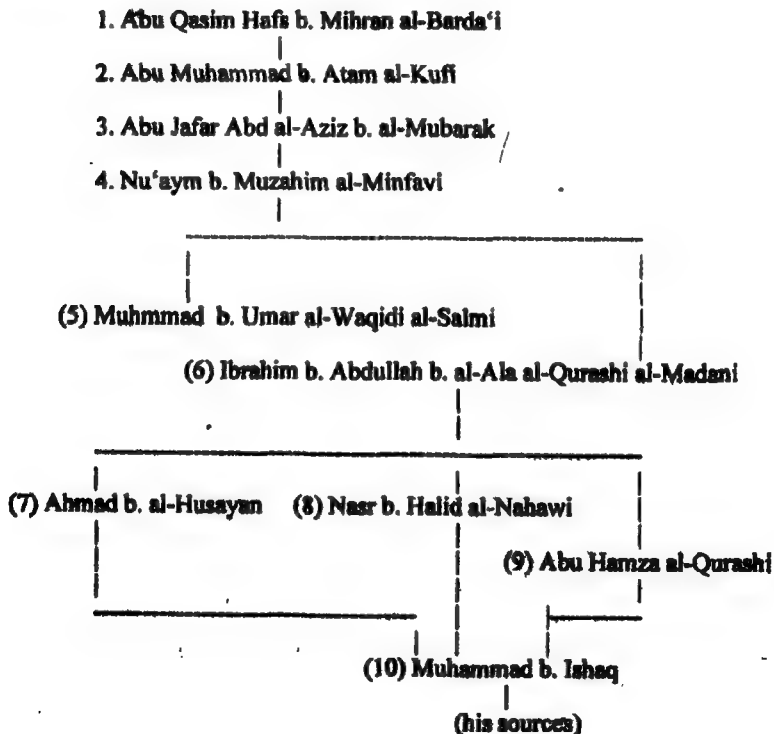 1. Abu Qasim Hafs b. Mihran al-Barda‘i
2. Abu Muhammad b. Atam al-Kufi
3. Abu Jafar Abd al-Aziz b. al-Mubarak
4. Nu‘aym b. Muzahim al-Minfavi
(5) Muhmmad b. Umar al-Waqidi al-Salmi
(6) Ibrahim b. Abdullah b. al-Ala al-Qurashi al-Madani
(7) Ahmad b. al-Husayan (8) Nasr b. Halid al-Nahawi
(9) Abu Hamza al-Qurashi
(10) Muhammad b. Ishaq
(his sources)